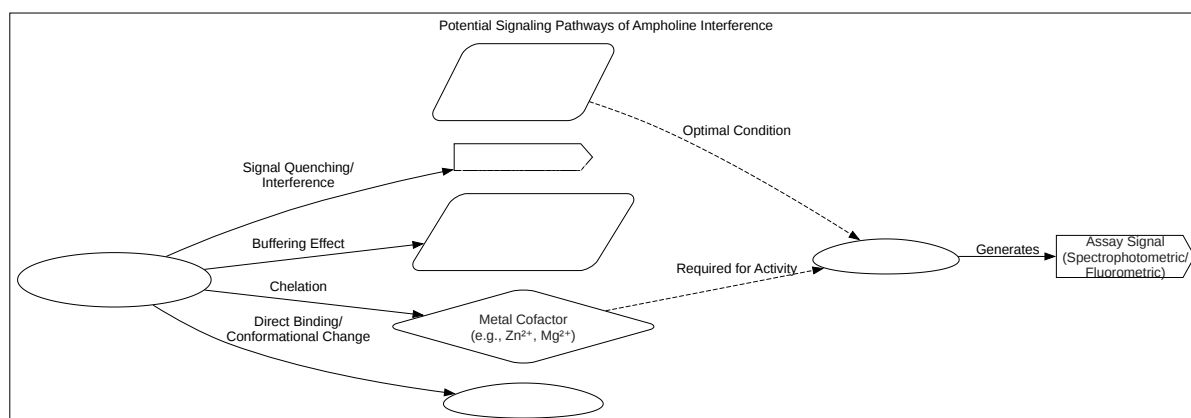 Potential Signaling Pathways of Ampholine Interference
Optimal Condition
Signal Quenching/
Interference
Buffering Effect
Chelation
Direct Binding/
Conformational Change
Metal Cofactor
(e.g., Zn²⁺, Mg²⁺)
Required for Activity
Generates
Assay Signal
(Spectrophotometric/
Fluorometric)